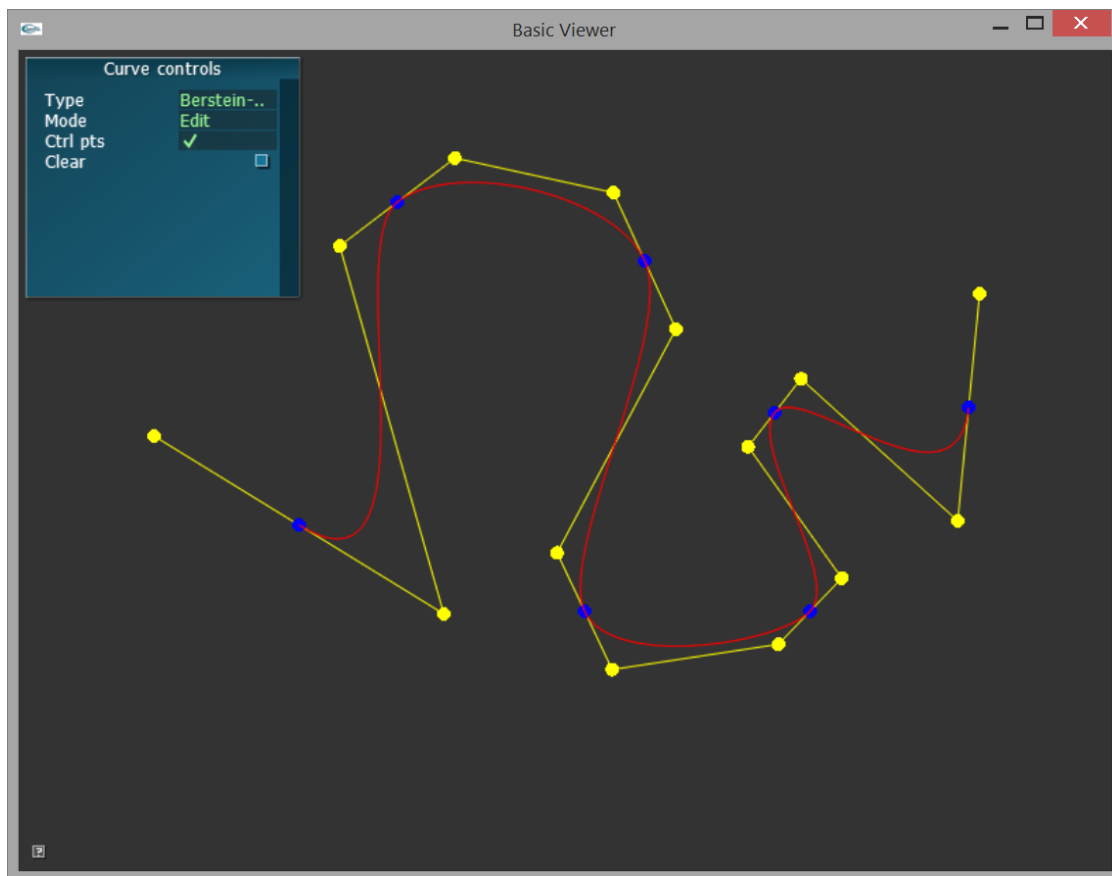 Basic Viewer
Curve controls
Type Berstein-..
Mode Edit
Ctrl pts
Clear
?